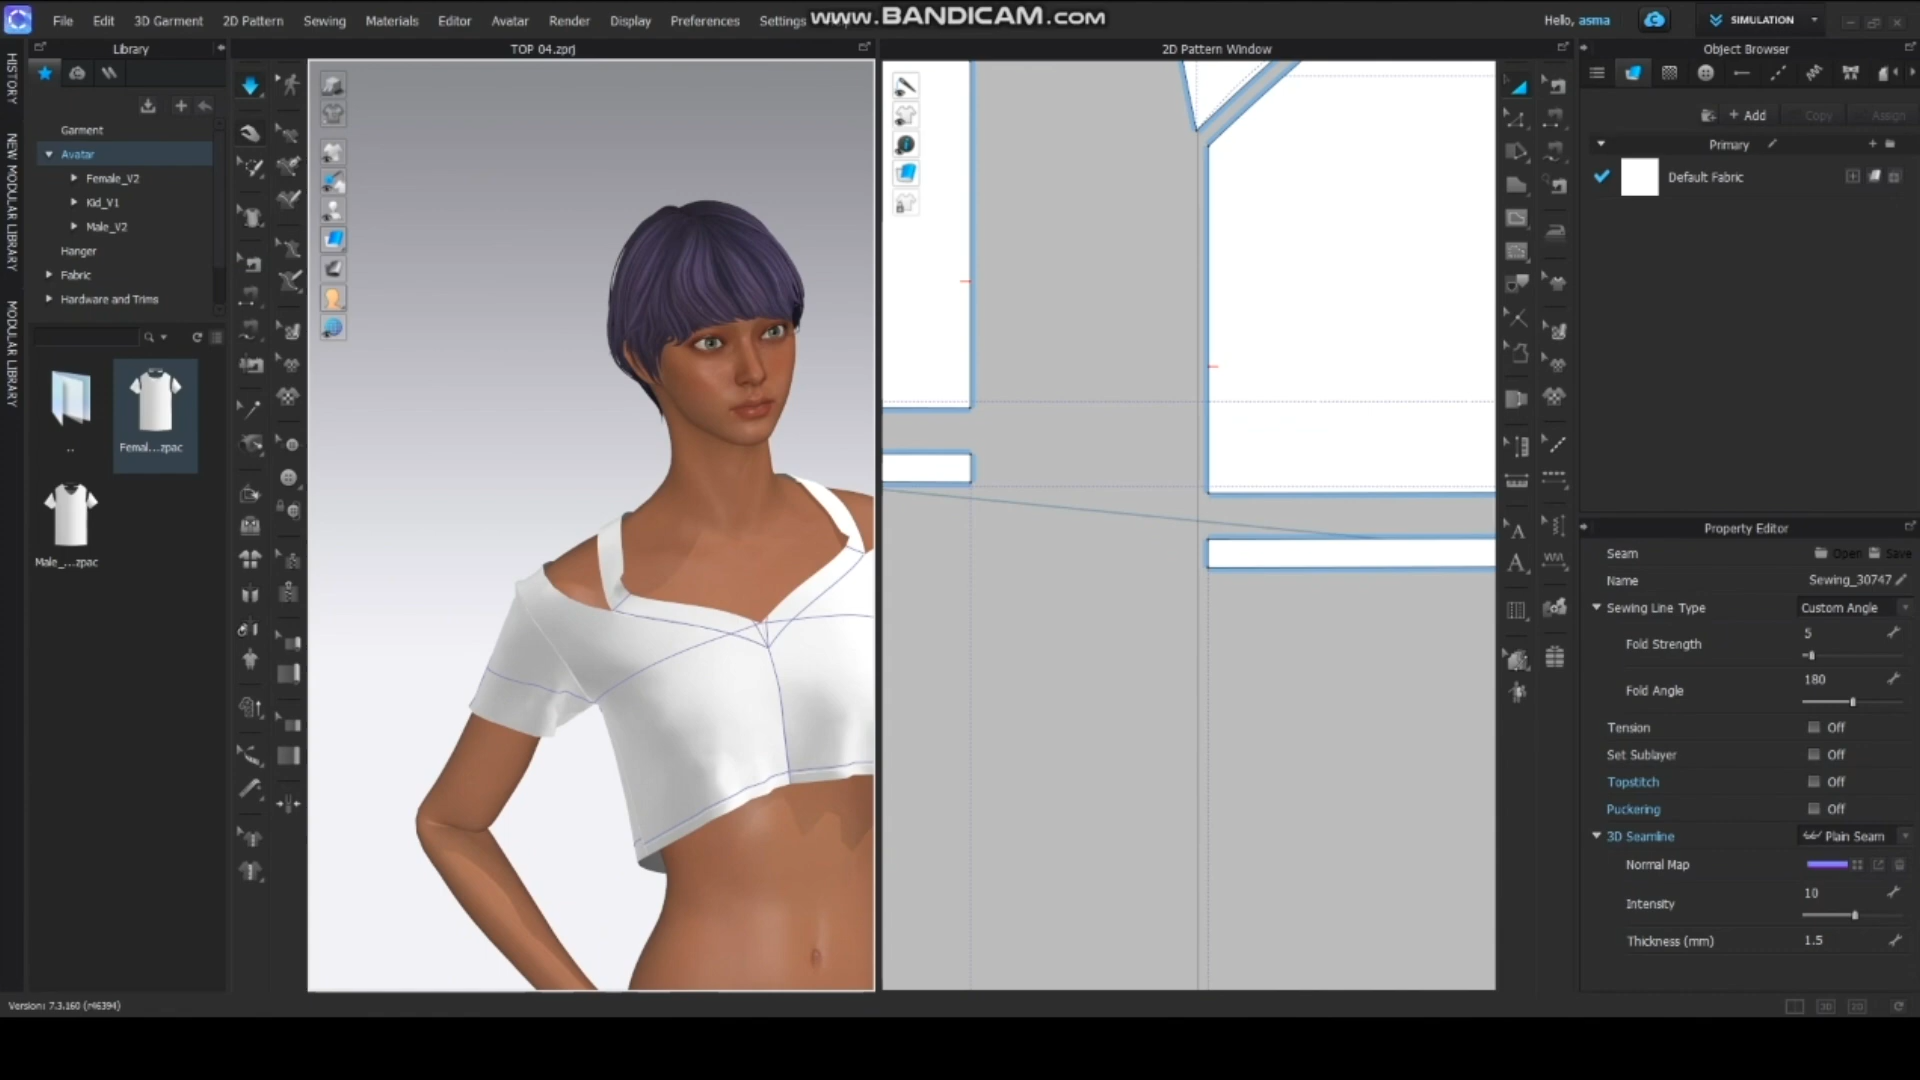 File Edit 3D Garment 2D Pattern Sewing Materials Editor Avatar Render Display Preferences Settings
www.BANDICAM.com
Hello, asma
SIMULATION
HISTORY
NEW MODULAR LIBRARY
MODULAR LIBRARY
Library
TOP 04.zprj
2D Pattern Window
Object Browser
Garment
Avatar
Female_V2
Kid_V1
Male_V2
Hanger
Fabric
Hardware and Trims
..
Femal...zpac
Male_...zpac
+ Add
Copy
Assign
Primary
Default Fabric
Property Editor
Seam
Open
Save
Name
Sewing_30747
Sewing Line Type
Custom Angle
Fold Strength
5
Fold Angle
180
Tension
Off
Set Sublayer
Off
Topstitch
Off
Puckering
Off
3D Seamline
Plain Seam
Normal Map
Intensity
10
Thickness (mm)
1.5
Version: 7.3.160 (r46394)
3D
2D